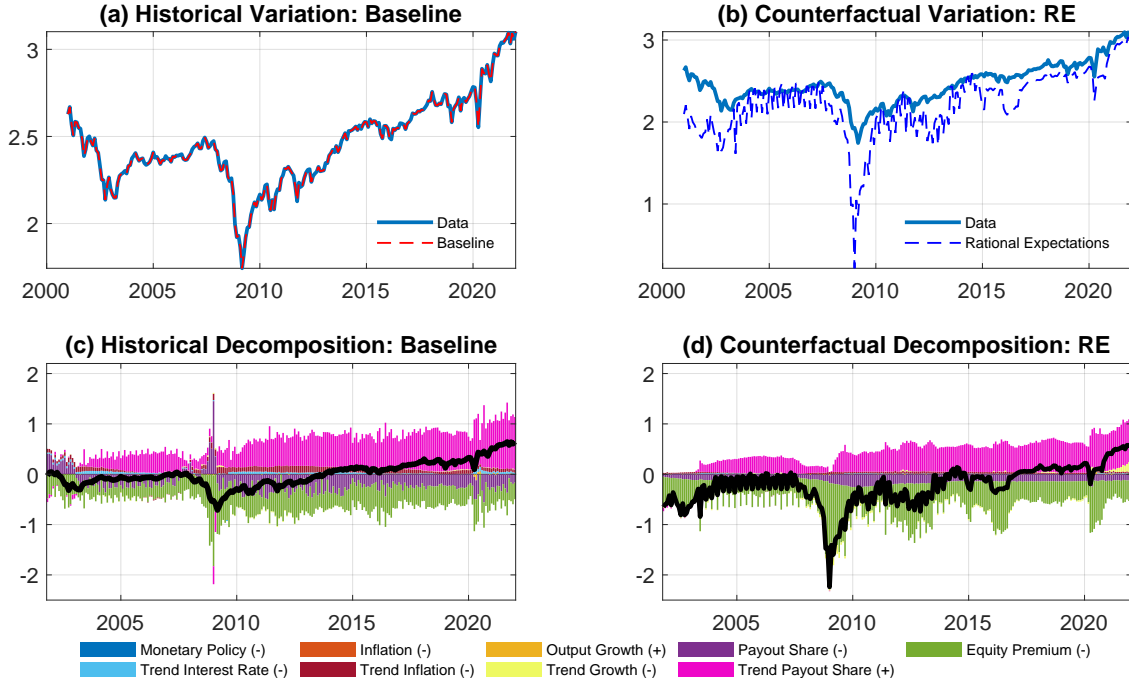 (a) Historical Variation: Baseline
3
2.5
2
Data
Baseline
2000 2005 2010 2015 2020
(b) Counterfactual Variation: RE
3
2
1
Data
Rational Expectations
2000 2005 2010 2015 2020
(c) Historical Decomposition: Baseline
2
1
0
-1
-2
2005 2010 2015 2020
(d) Counterfactual Decomposition: RE
2
1
0
-1
-2
2005 2010 2015 2020
Monetary Policy (-) Inflation (-) Output Growth (+) Payout Share (-) Equity Premium (-)
Trend Interest Rate (-) Trend Inflation (-) Trend Growth (-) Trend Payout Share (+)